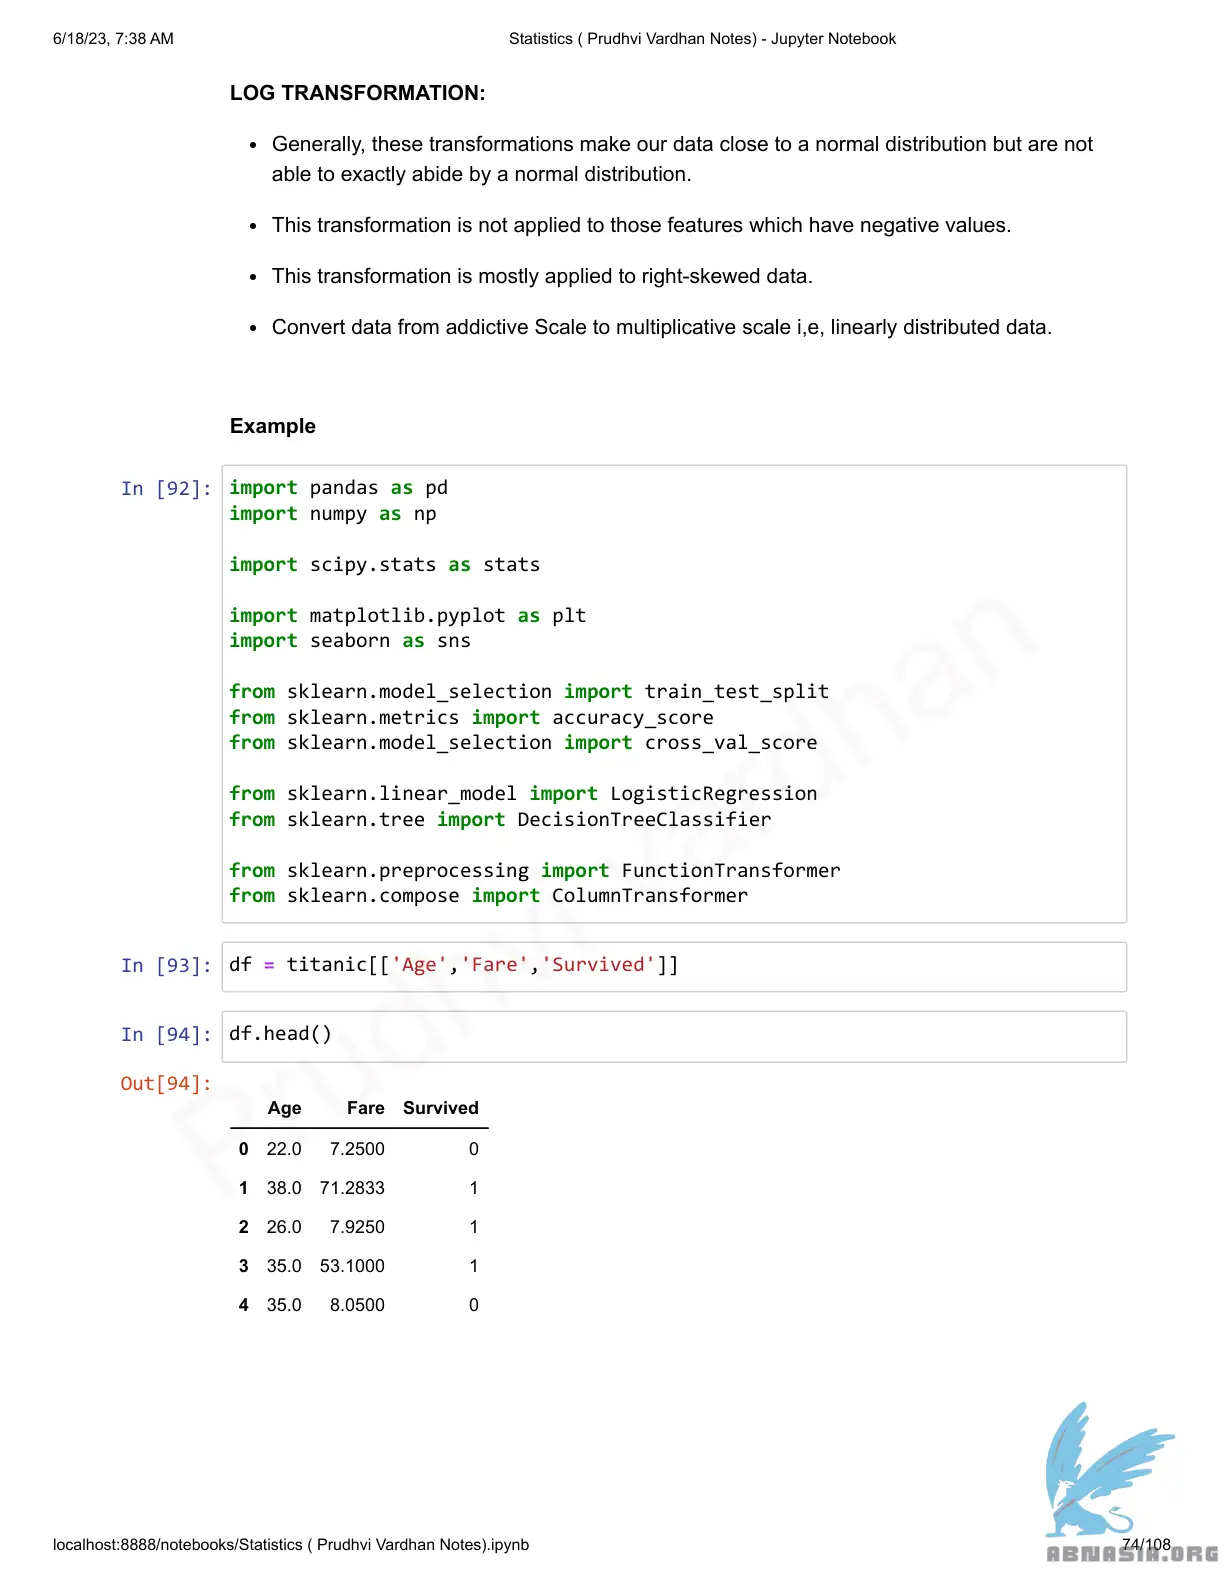 6/18/23, 7:38 AM Statistics ( Prudhvi Vardhan Notes) - Jupyter Notebook
LOG TRANSFORMATION:
• Generally, these transformations make our data close to a normal distribution but are not
able to exactly abide by a normal distribution.
• This transformation is not applied to those features which have negative values.
• This transformation is mostly applied to right-skewed data.
• Convert data from addictive Scale to multiplicative scale i,e, linearly distributed data.
Example
In [92]: import pandas as pd
import numpy as np
import scipy.stats as stats
import matplotlib.pyplot as plt
import seaborn as sns
from sklearn.model_selection import train_test_split
from sklearn.metrics import accuracy_score
from sklearn.model_selection import cross_val_score
from sklearn.linear_model import LogisticRegression
from sklearn.tree import DecisionTreeClassifier
from sklearn.preprocessing import FunctionTransformer
from sklearn.compose import ColumnTransformer
In [93]: df = titanic[['Age','Fare','Survived']]
In [94]: df.head()
Out[94]:
Age Fare Survived
0 22.0 7.2500 0
1 38.0 71.2833 1
2 26.0 7.9250 1
3 35.0 53.1000 1
4 35.0 8.0500 0
Prudhvi Vardhan
localhost:8888/notebooks/Statistics ( Prudhvi Vardhan Notes).ipynb 74/108
ABNASIA.ORG